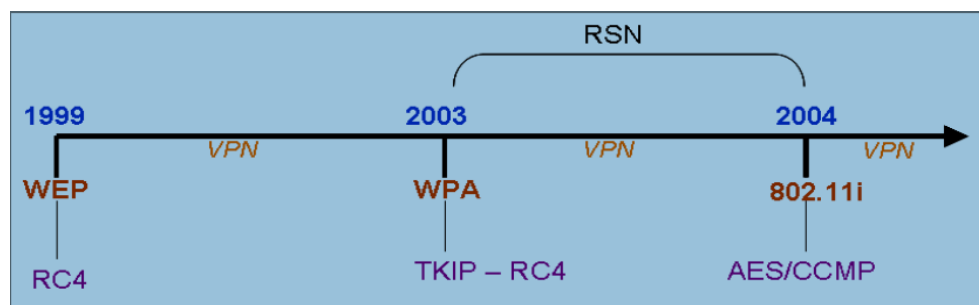 RSN
1999 2003 2004
VPN VPN VPN
WEP WPA 802.11i
RC4 TKIP – RC4 AES/CCMP